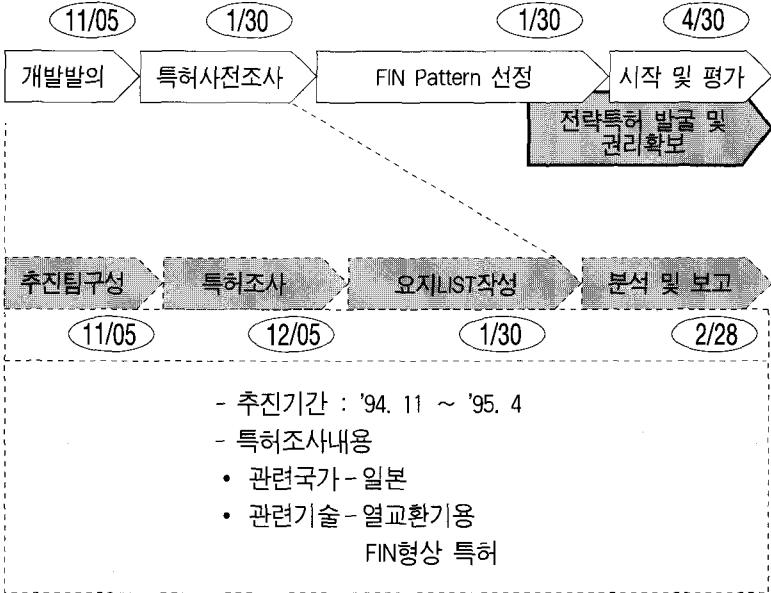 11/05 1/30 1/30 4/30
개발발의 특허사전조사 FIN Pattern 선정 시작 및 평가
전략특허 발굴 및
권리확보
추진팀구성 특허조사 요지LIST작성 분석 및 보고
11/05 12/05 1/30 2/28
- 추진기간 : '94. 11 ~ '95. 4
- 특허조사내용
• 관련국가 - 일본
• 관련기술 - 열교환기용
FIN형상 특허